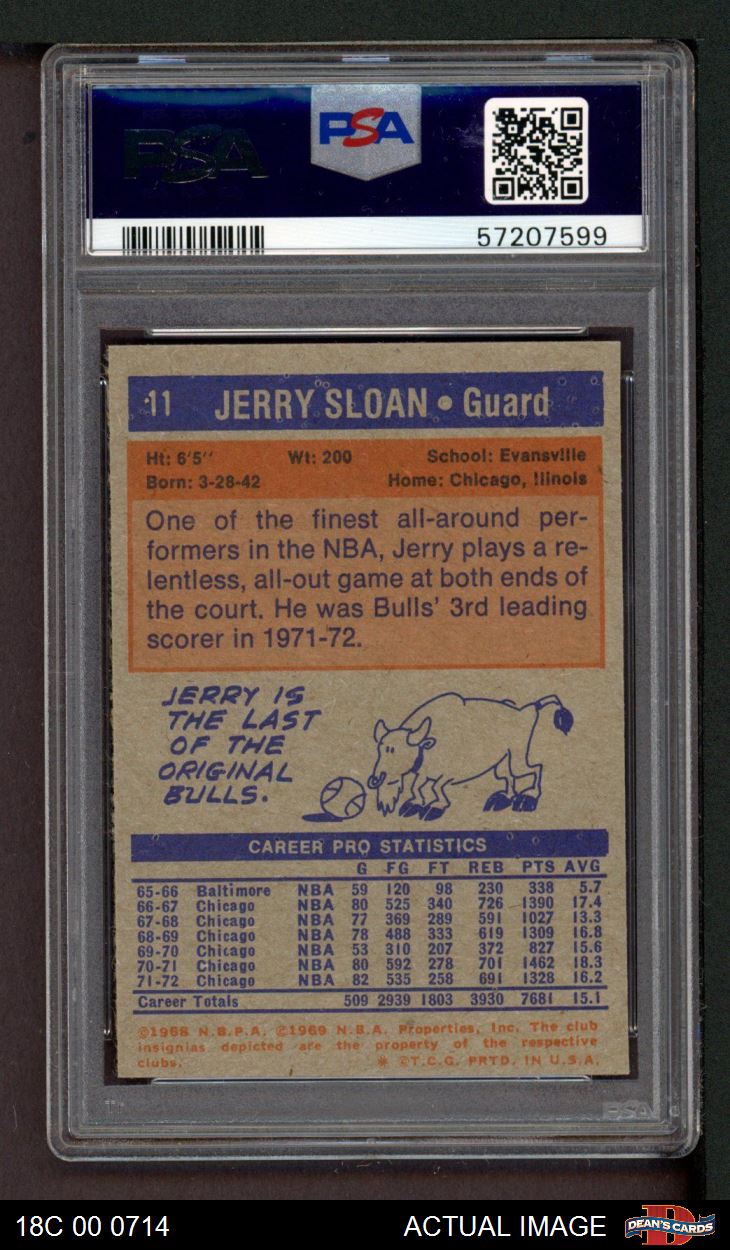 PSA
PSA
57207599
11 JERRY SLOAN • Guard
Ht: 6'5'' Wt: 200 School: Evansville
Born: 3-28-42 Home: Chicago, Ilinois
One of the finest all-around per-
formers in the NBA, Jerry plays a re-
lentless, all-out game at both ends of
the court. He was Bulls' 3rd leading
scorer in 1971-72.
JERRY IS
THE LAST
OF THE
ORIGINAL
BULLS.
CAREER PRO STATISTICS
G FG FT REB PTS AVG
65-66 Baltimore NBA 59 120 98 230 338 5.7
66-67 Chicago NBA 80 525 340 726 1390 17.4
67-68 Chicago NBA 77 369 289 591 1027 13.3
68-69 Chicago NBA 78 488 333 619 1309 16.8
69-70 Chicago NBA 53 310 207 372 827 15.6
70-71 Chicago NBA 80 592 278 701 1462 18.3
71-72 Chicago NBA 82 535 258 691 1328 16.2
Career Totals 509 2939 1803 3930 7681 15.1
©1968 N.B.P.A. ©1969 N.B.A. Properties, Inc. The club
insignias depicted are the property of the respective
clubs. * ©T.C.G. PRTD. IN U.S.A.
PSA
18C 00 0714 ACTUAL IMAGE DEAN'S CARDS